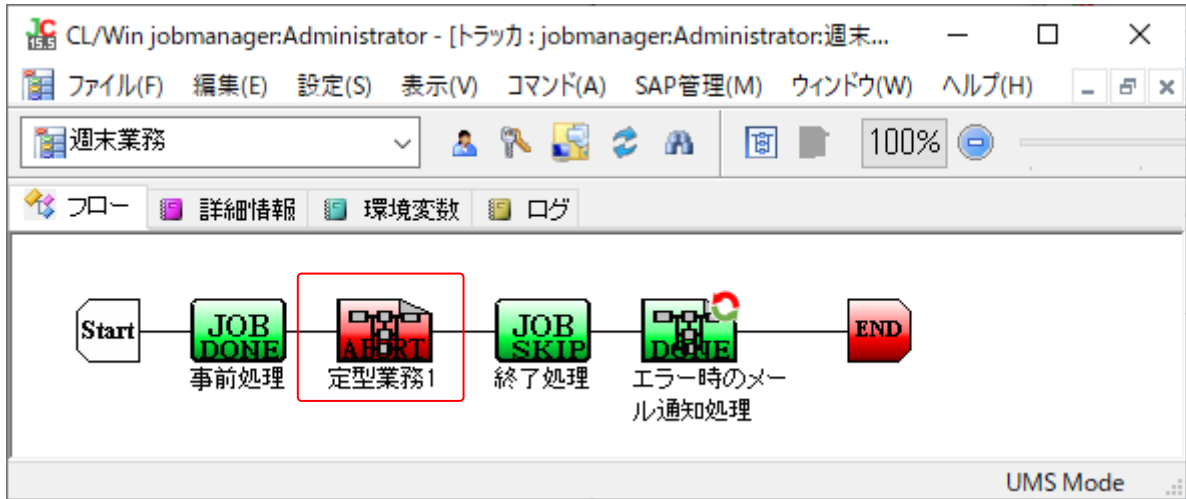 JC
15.5
CL/Win jobmanager:Administrator - [トラッカ : jobmanager:Administrator:週末...
ファイル(F) 編集(E) 設定(S) 表示(V) コマンド(A) SAP管理(M) ウィンドウ(W) ヘルプ(H)
週末業務 100%
フロー 詳細情報 環境変数 ログ
Start JOB DONE ABORT JOB SKIP DONE END
事前処理 定型業務1 終了処理 エラー時のメー
ル通知処理
UMS Mode